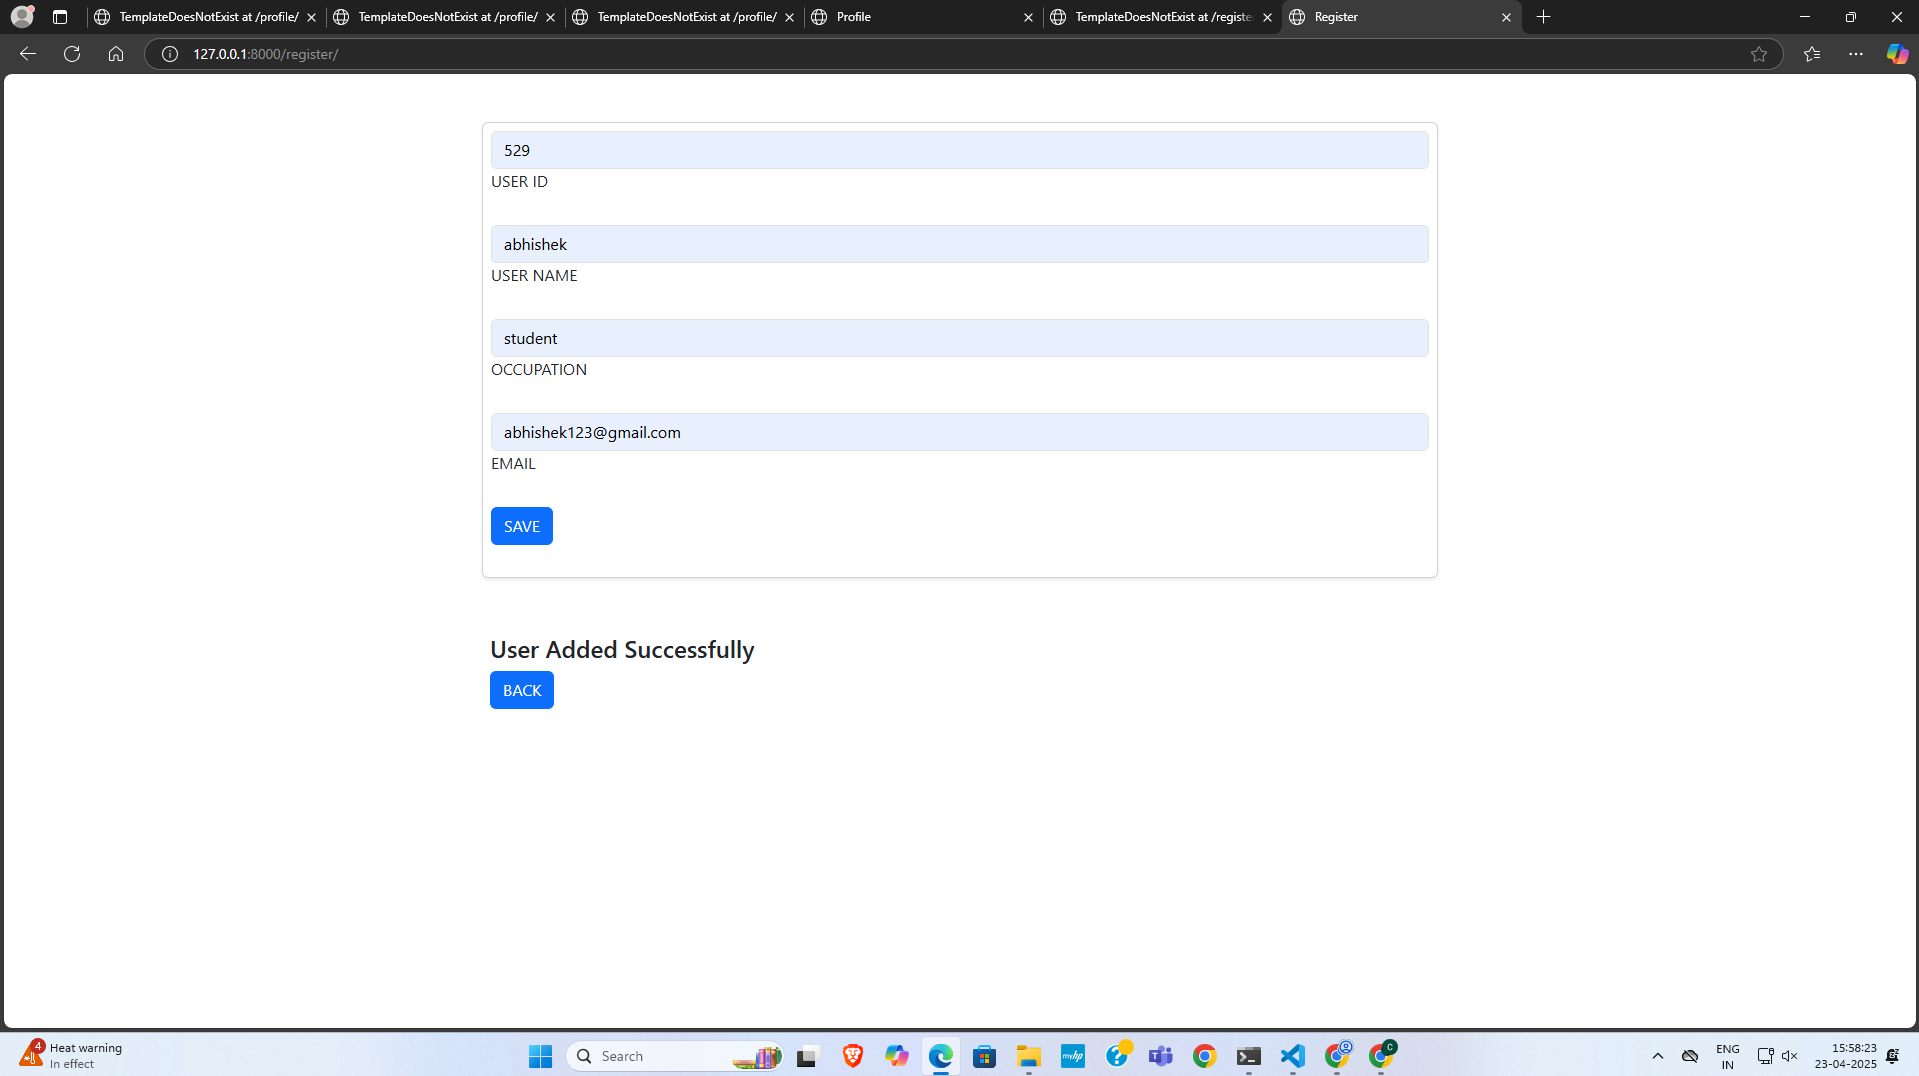 TemplateDoesNotExist at /profile/
TemplateDoesNotExist at /profile/
TemplateDoesNotExist at /profile/
Profile
TemplateDoesNotExist at /registe
Register
127.0.0.1:8000/register/
529
USER ID
abhishek
USER NAME
student
OCCUPATION
abhishek123@gmail.com
EMAIL
SAVE
User Added Successfully
BACK
4
Heat warning
In effect
Search
myhp
C
ENG
IN
15:58:23
23-04-2025